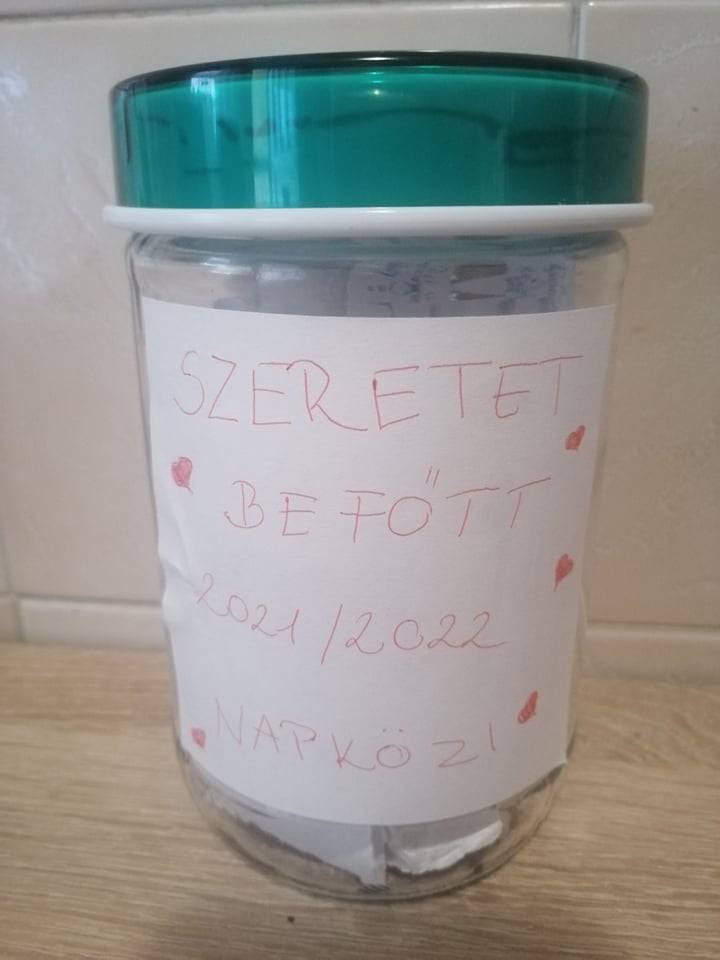 SZERETET
BEFŐTT
2021/2022
NAPKÖZI